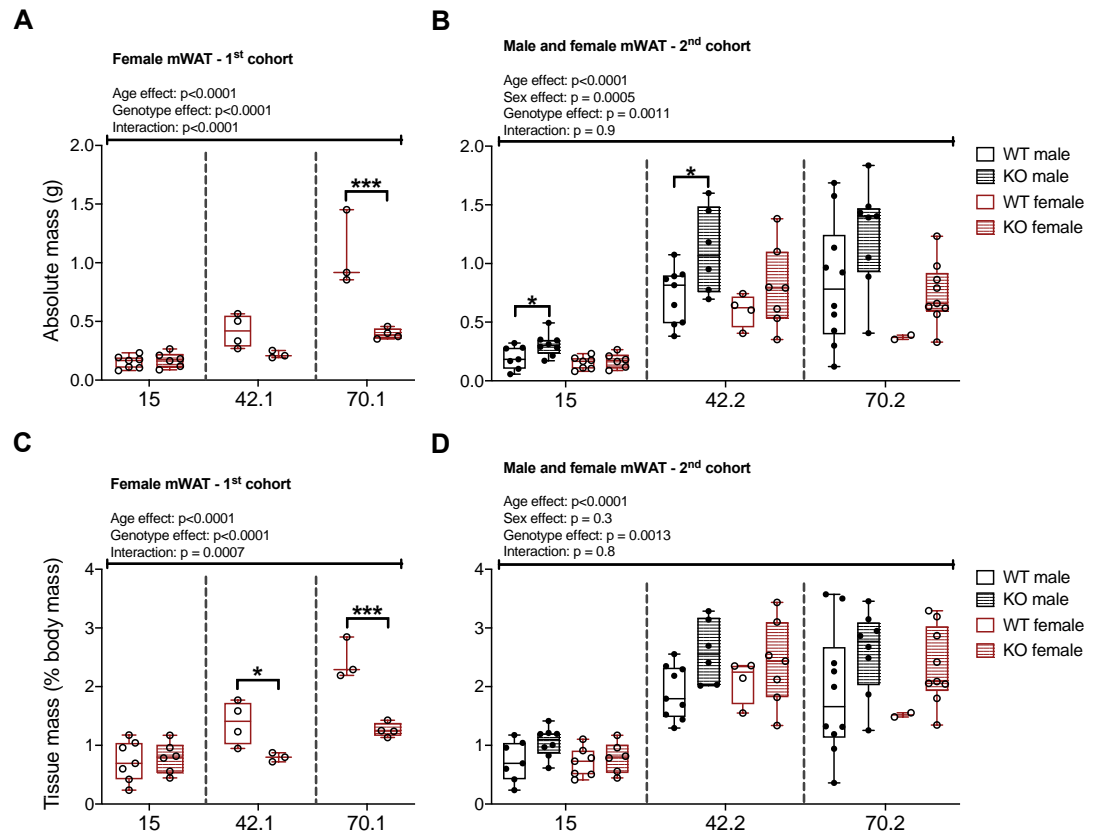 A
Female mWAT - 1st cohort
Age effect: p<0.0001
Genotype effect: p<0.0001
Interaction: p<0.0001
Absolute mass (g)
2.0
1.5
1.0
0.5
0.0
***
15 42.1 70.1
B
Male and female mWAT - 2nd cohort
Age effect: p<0.0001
Sex effect: p = 0.0005
Genotype effect: p = 0.0011
Interaction: p = 0.9
2.0
1.5
1.0
0.5
0.0
*
*
15 42.2 70.2
WT male
KO male
WT female
KO female
C
Female mWAT - 1st cohort
Age effect: p<0.0001
Genotype effect: p<0.0001
Interaction: p = 0.0007
Tissue mass (% body mass)
4
3
2
1
0
*
***
15 42.1 70.1
D
Male and female mWAT - 2nd cohort
Age effect: p<0.0001
Sex effect: p = 0.3
Genotype effect: p = 0.0013
Interaction: p = 0.8
4
3
2
1
0
15 42.2 70.2
WT male
KO male
WT female
KO female